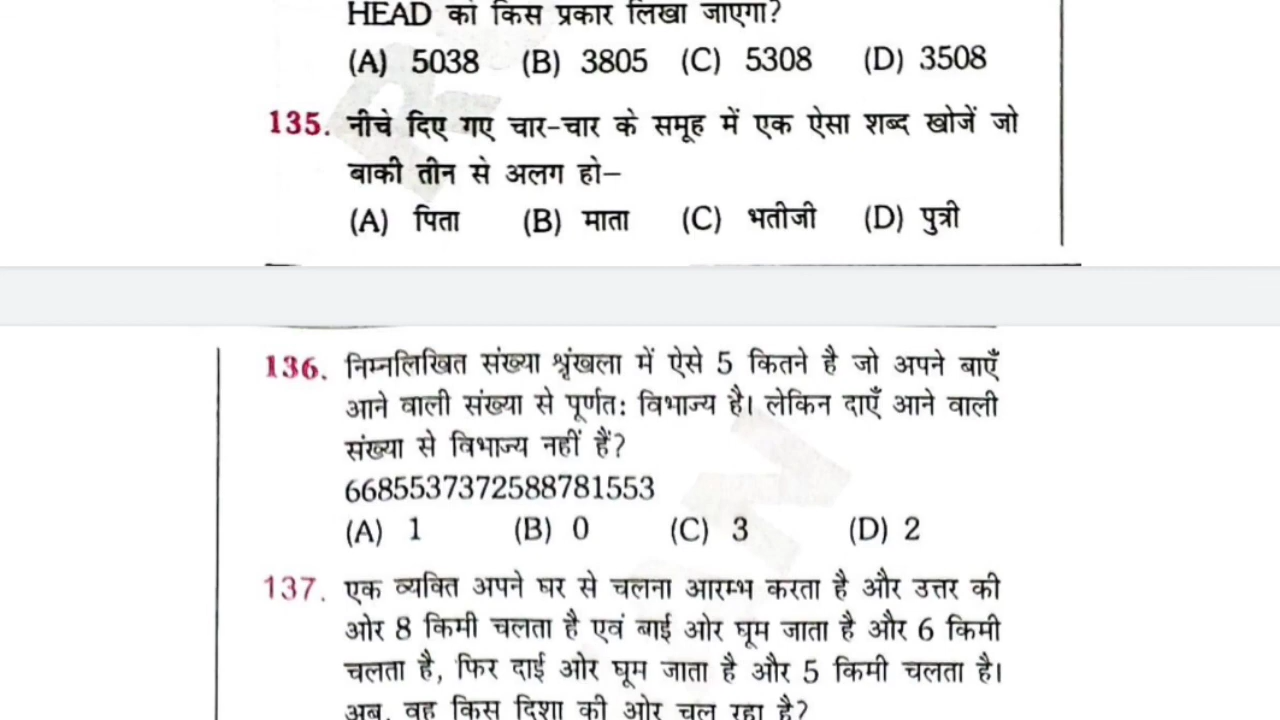 HEAD को किस प्रकार लिखा जाएगा?
(A) 5038 (B) 3805 (C) 5308 (D) 3508
135. नीचे दिए गए चार-चार के समूह में एक ऐसा शब्द खोजें जो
बाकी तीन से अलग हो–
(A) पिता (B) माता (C) भतीजी (D) पुत्री
136. निम्नलिखित संख्या श्रृंखला में ऐसे 5 कितने है जो अपने बाएँ
आने वाली संख्या से पूर्णत: विभाज्य है। लेकिन दाएँ आने वाली
संख्या से विभाज्य नहीं हैं?
6685537372588781553
(A) 1 (B) 0 (C) 3 (D) 2
137. एक व्यक्ति अपने घर से चलना आरम्भ करता है और उत्तर की
ओर 8 किमी चलता है एवं बाई ओर घूम जाता है और 6 किमी
चलता है, फिर दाई ओर घूम जाता है और 5 किमी चलता है।
अब, वह किस दिशा की ओर चल रहा है?